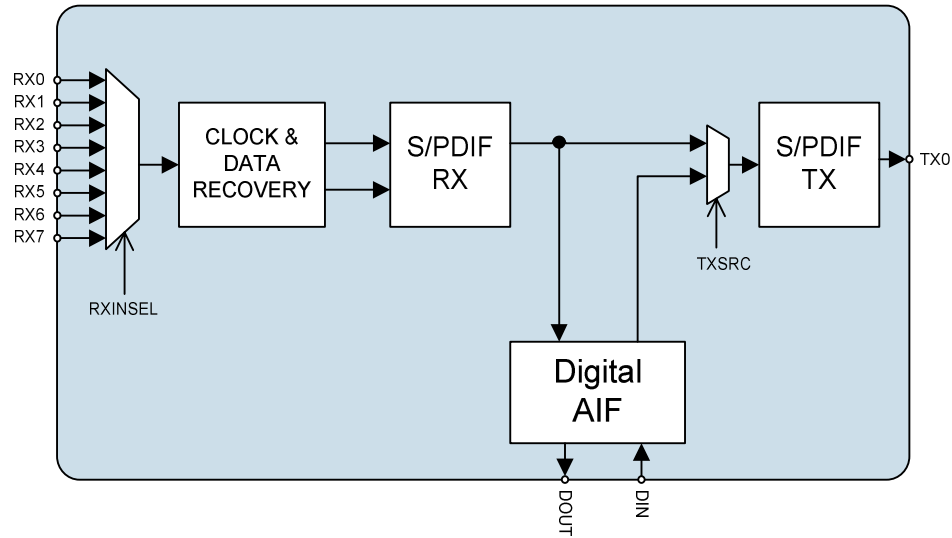 RX0
RX1
RX2
RX3
RX4
RX5
RX6
RX7
RXINSEL
CLOCK &
DATA
RECOVERY
S/PDIF
RX
TXSRC
S/PDIF
TX
TX0
Digital
AIF
DOUT
DIN